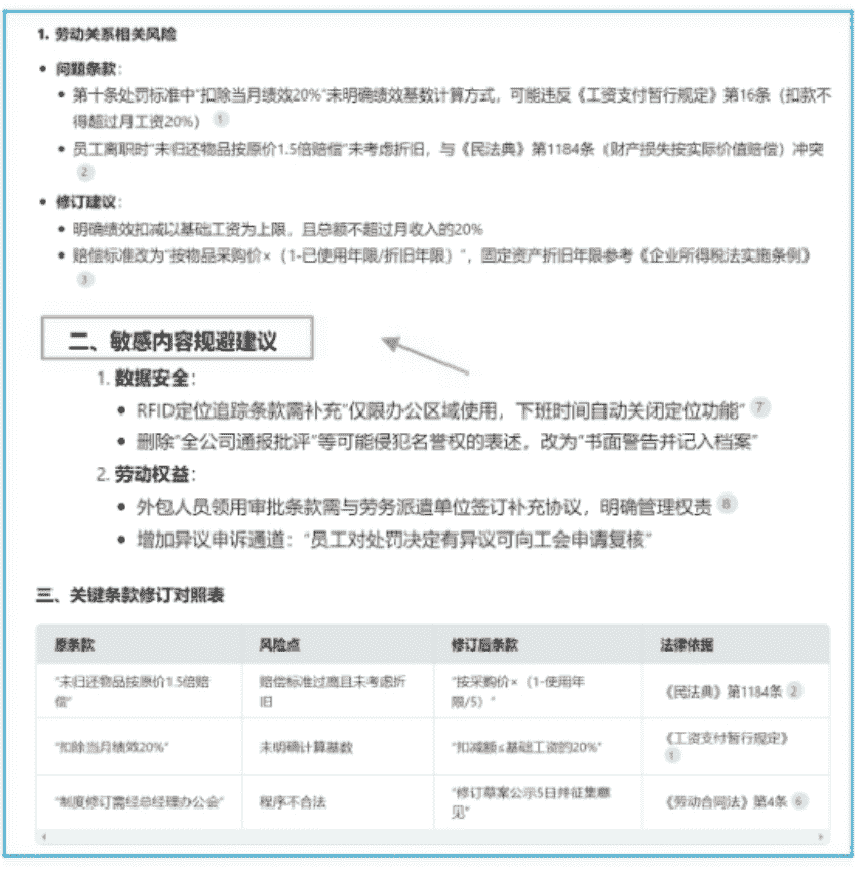 1. 劳动关系相关风险
• 问题条款：
• 第十条处罚标准中“扣除当月绩效20%”未明确绩效基数计算方式，可能违反《工资支付暂行规定》第16条（扣款不
得超过月工资20%） 1
• 员工离职时“未归还物品按原价1.5倍赔偿”未考虑折旧，与《民法典》第1184条（财产损失按实际价值赔偿）冲突
2
• 修订建议：
• 明确绩效扣减以基础工资为上限，且总额不超过月收入的20%
• 赔偿标准改为“按物品采购价×（1-已使用年限/折旧年限）”，固定资产折旧年限参考《企业所得税法实施条例》
3
二、敏感内容规避建议
1. 数据安全：
• RFID定位追踪条款需补充“仅限办公区域使用，下班时间自动关闭定位功能” 7
• 删除“全公司通报批评”等可能侵犯名誉权的表述，改为“书面警告并记入档案”
2. 劳动权益：
• 外包人员领用审批条款需与劳务派遣单位签订补充协议，明确管理权责 8
• 增加异议申诉通道：“员工对处罚决定有异议可向工会申请复核”
三、关键条款修订对照表
原条款 风险点 修订后条款 法律依据
“未归还物品按原价1.5倍赔
偿” 赔偿标准过高且未考虑折
旧 “按采购价×（1-使用年
限/5）” 《民法典》第1184条 2
“扣除当月绩效20%” 未明确计算基数 “扣减额≤基础工资的20%” 《工资支付暂行规定》
1
“制度修订需经总经理办公会” 程序不合法 “修订草案公示5日并征集意
见” 《劳动合同法》第4条 6